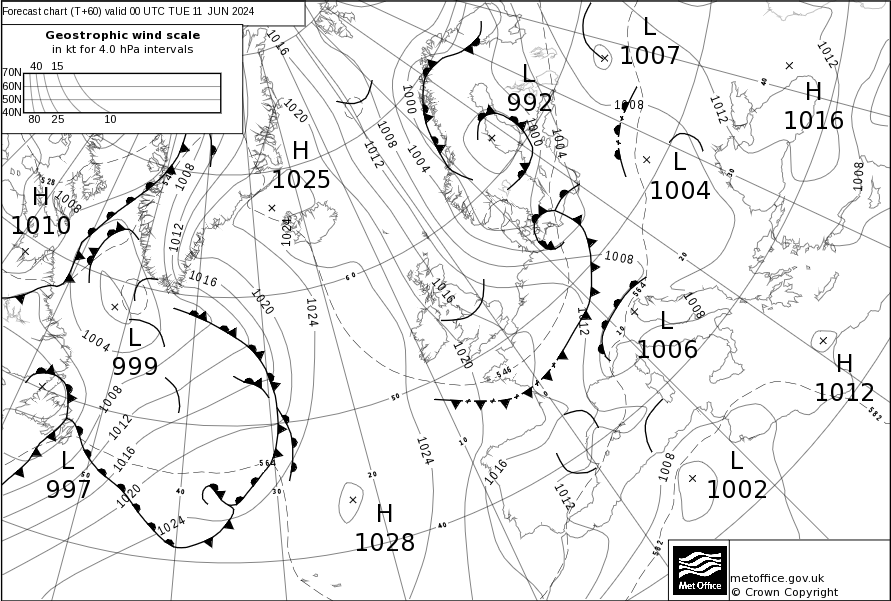 Forecast chart (T+60) valid 00 UTC TUE 11 JUN 2024
Geostrophic wind scale
in kt for 4.0 hPa intervals
40 15
70N
60N
50N
40N
80 25 10
1016
L
1007
1012
40
L
992
1000
1008
H
1016
1020
1008
1012
1012
1004
1000
1004
H
1025
L
1004
30
1008
528
546
1008
H
1010
1008
1024
1012
1008
20
60
1016
1020
1016
564
1008
1024
1012
10
L
1006
L
999
1004
1020
H
1012
546
0
50
582
1008
1012
1024
10
1016
L
997
50
564
20
1016
1008
L
1002
1020
40
30
1012
1024
H
1028
40
582
Met Office
metoffice.gov.uk
© Crown Copyright